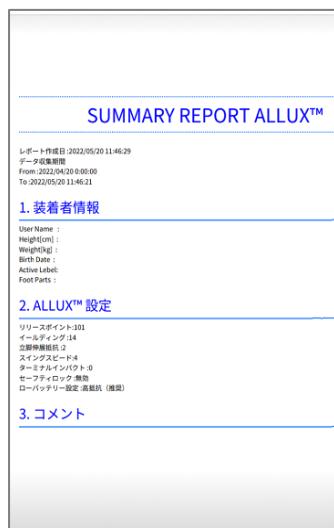 SUMMARY REPORT ALLUX™
レポート作成日:2022/05/20 11:46:29
データ収集期間
From:2022/04/20 0:00:00
To:2022/05/20 11:46:21
1. 装着者情報
User Name :
Height[cm] :
Weight[kg] :
Birth Date :
Active Lebel:
Foot Parts :
2. ALLUX™ 設定
リリースポイント:101
イールディング:14
立脚伸展抵抗:2
スイングスピード:4
ターミナルインパクト:0
セーフティロック:無効
ローバッテリー設定:高抵抗（推奨）
3. コメント